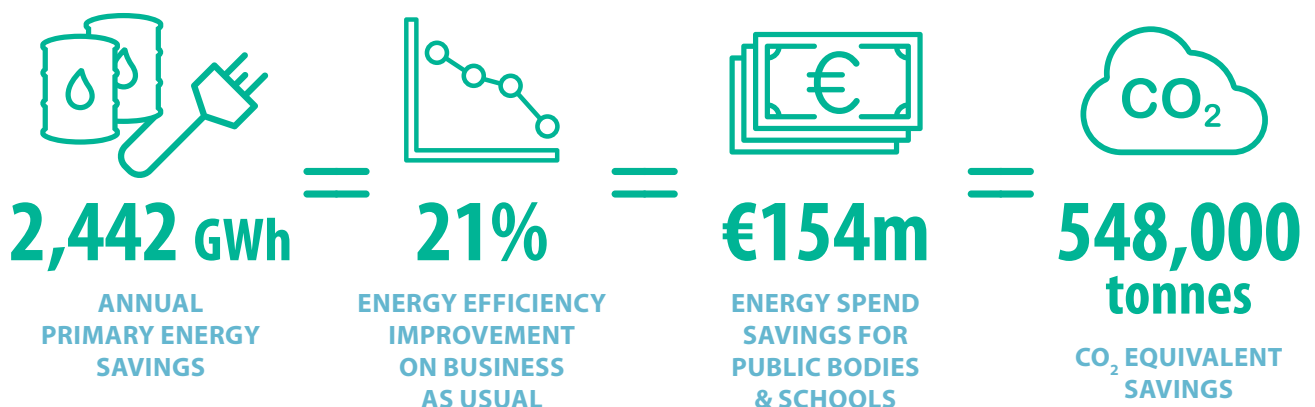 2,442 GWh
ANNUAL
PRIMARY ENERGY
SAVINGS
=
21%
ENERGY EFFICIENCY
IMPROVEMENT
ON BUSINESS
AS USUAL
=
€
€154m
ENERGY SPEND
SAVINGS FOR
PUBLIC BODIES
& SCHOOLS
=
CO₂
548,000
tonnes
CO₂ EQUIVALENT
SAVINGS